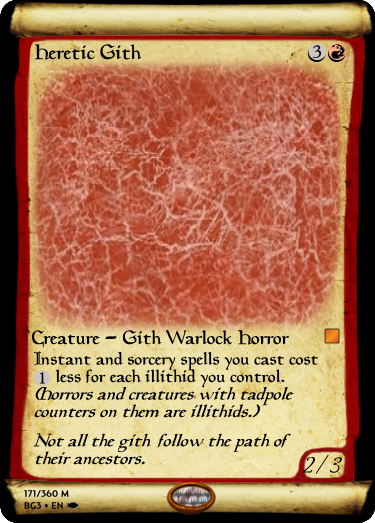 Heretic Gith 3
Creature – Gith Warlock Horror
Instant and sorcery spells you cast cost
1 less for each illithid you control.
(Horrors and creatures with tadpole
counters on them are illithids.)
Not all the gith follow the path of
their ancestors.
2/3
171/360 M
BG3 • EN